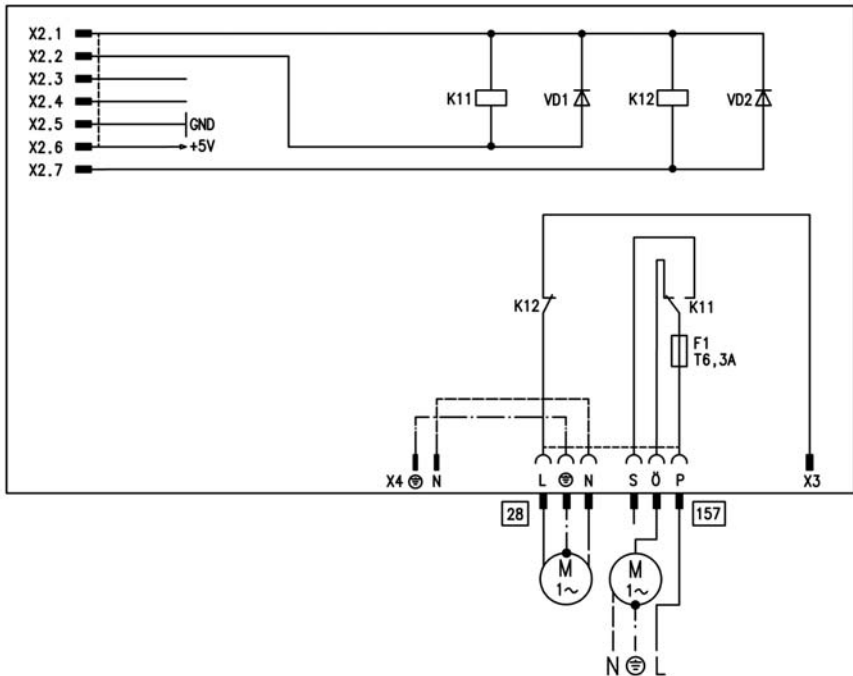 X2.1
X2.2
X2.3
X2.4
X2.5 GND
X2.6 +5V
X2.7
K11 VD1 K12 VD2
K12 K11
F1
T6,3A
X4 N L N S Ö P X3
28 157
M M
1~ 1~
N L